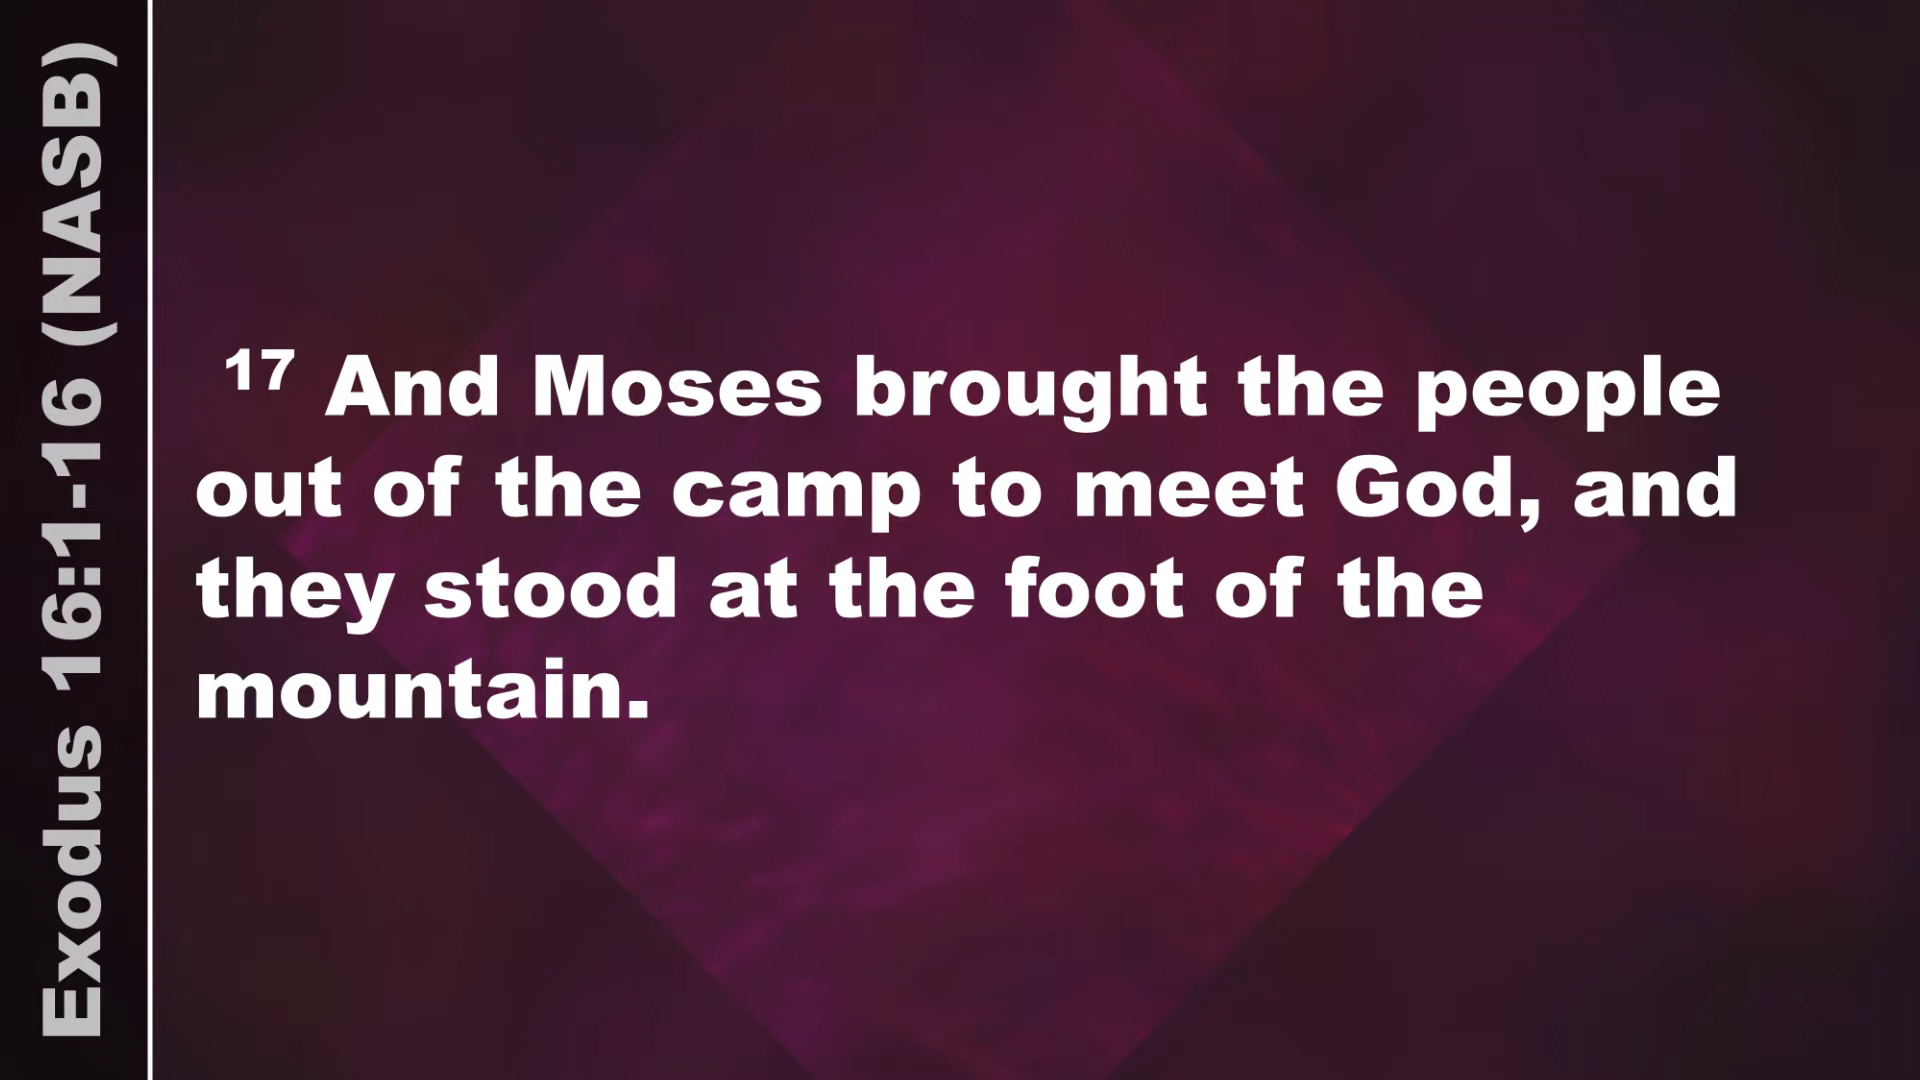 Exodus 16:1-16 (NASB)
17 And Moses brought the people
out of the camp to meet God, and
they stood at the foot of the
mountain.